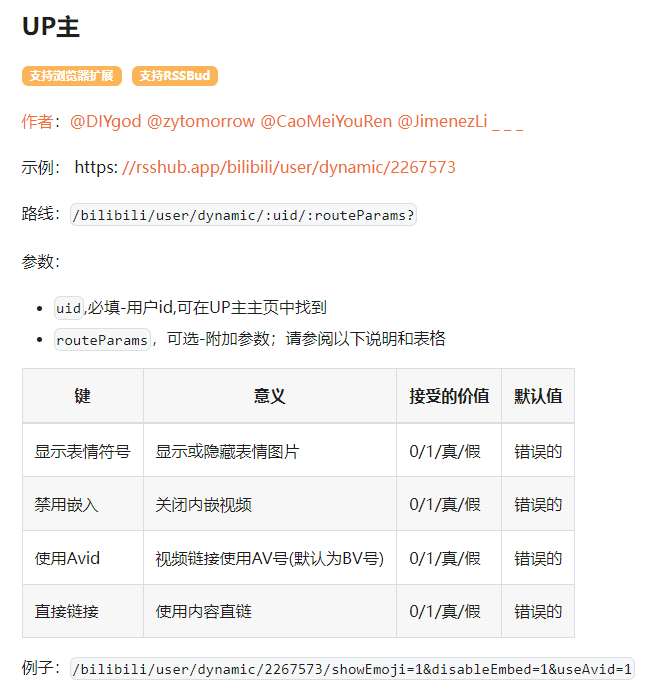 UP主
支持浏览器扩展 支持RSSBud
作者：@DIYgod @zytomorrow @CaoMeiYouRen @JimenezLi _ _ _
示例： https: //rsshub.app/bilibili/user/dynamic/2267573
路线：/bilibili/user/dynamic/:uid/:routeParams?
参数：
uid,必填-用户id,可在UP主主页中找到
routeParams，可选-附加参数；请参阅以下说明和表格
键 意义 接受的价值 默认值
显示表情符号 显示或隐藏表情图片 0/1/真/假 错误的
禁用嵌入 关闭内嵌视频 0/1/真/假 错误的
使用Avid 视频链接使用AV号(默认为BV号) 0/1/真/假 错误的
直接链接 使用内容直链 0/1/真/假 错误的
例子：/bilibili/user/dynamic/2267573/showEmoji=1&disableEmbed=1&useAvid=1